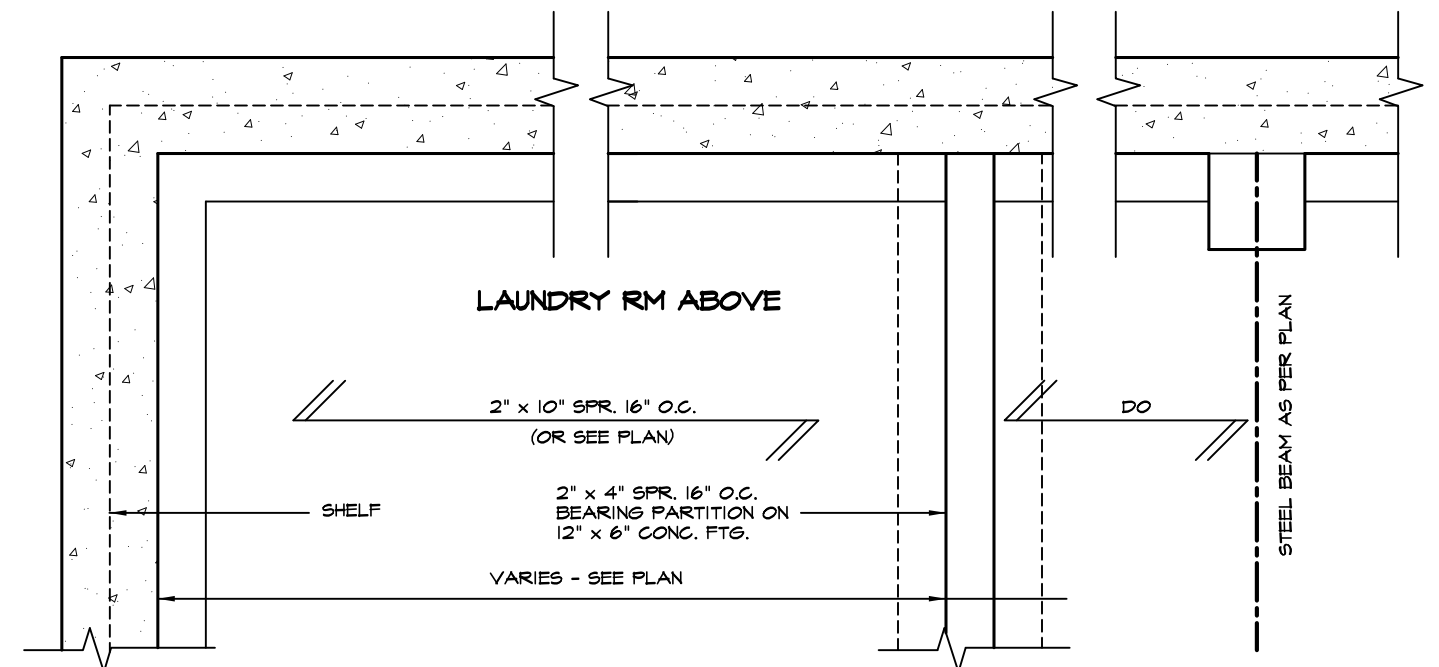 LAUNDRY RM ABOVE
2" x 10" SPR. 16" O.C.
(OR SEE PLAN)
DO
STEEL BEAM AS PER PLAN
SHELF
2" x 4" SPR. 16" O.C.
BEARING PARTITION ON
12" x 6" CONC. FTG.
VARIES - SEE PLAN